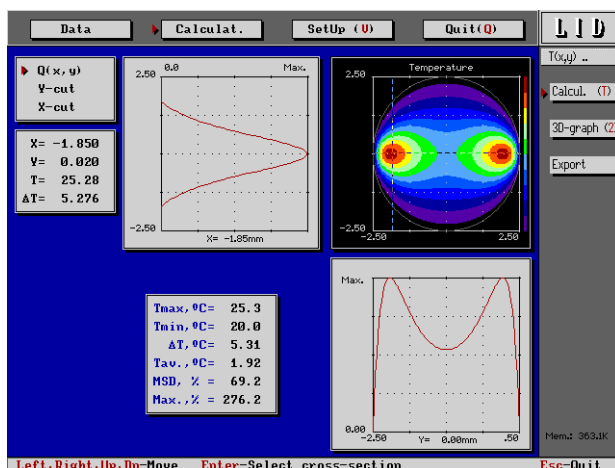 Data Calculat. SetUp (V) Quit(Q) LID
T(x,y) ..
Q(x,y)
Y-cut
X-cut
0.0 Max.
2.50
-2.50
X= -1.85mm
Temperature
2.50
-2.50
-2.50 2.50
Calcul. (T)
3D-graph (2)
Export
X= -1.850
Y= 0.020
T= 25.28
ΔT= 5.276
Tmax,ºC= 25.3
Tmin,ºC= 20.0
ΔT,ºC= 5.31
Tav.,ºC= 1.92
MSD, % = 69.2
Max.,% = 276.2
Max.
0.00
-2.50 Y= 0.00mm .50
Mem.: 363.1K
Left,Right,Up,Dn-Move Enter-Select cross-section Esc-Quit